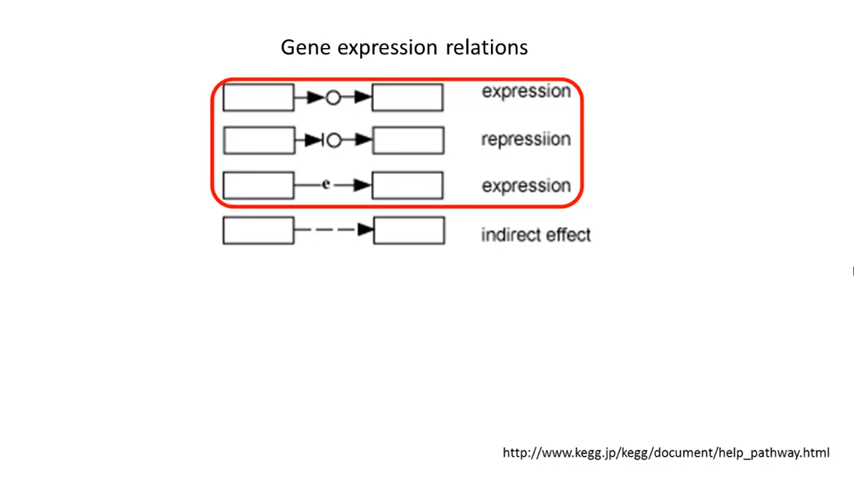 Gene expression relations
expression
repressiion
e expression
indirect effect
http://www.kegg.jp/kegg/document/help_pathway.html